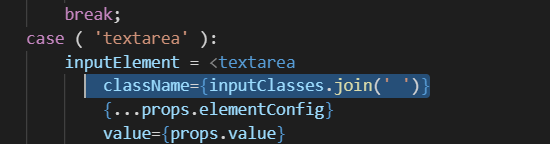 break;
case ( 'textarea' ):
inputElement = <textarea
className={inputClasses.join(' ')}
{...props.elementConfig}
value={props.value}